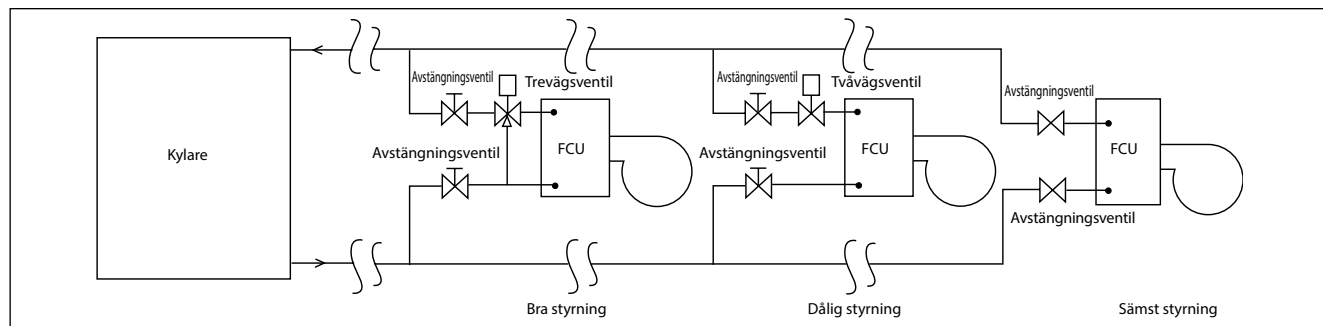 Kylare
Avstängningsventil
Trevägsventil
Avstängningsventil
FCU
Bra styrning
Avstängningsventil
Tvåvägsventil
Avstängningsventil
FCU
Dålig styrning
Avstängningsventil
FCU
Avstängningsventil
Sämst styrning